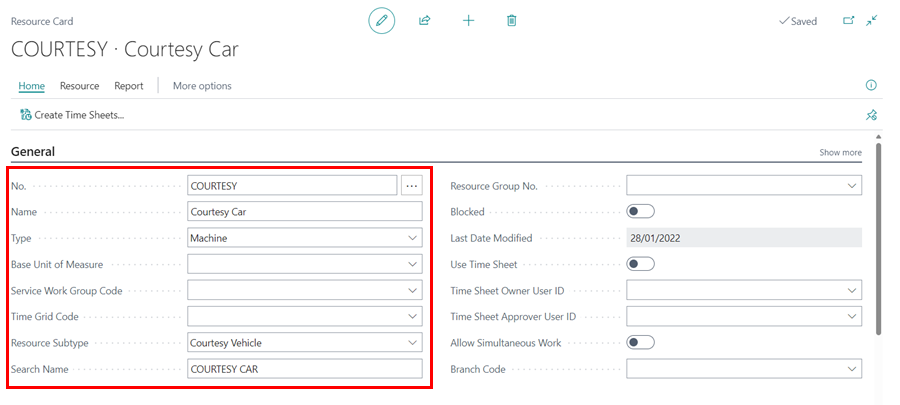 Resource Card
Saved
COURTESY · Courtesy Car
Home Resource Report More options
Create Time Sheets...
General Show more
No. COURTESY ... Resource Group No.
Name Courtesy Car Blocked
Type Machine Last Date Modified 28/01/2022
Base Unit of Measure Use Time Sheet
Service Work Group Code Time Sheet Owner User ID
Time Grid Code Time Sheet Approver User ID
Resource Subtype Courtesy Vehicle Allow Simultaneous Work
Search Name COURTESY CAR Branch Code